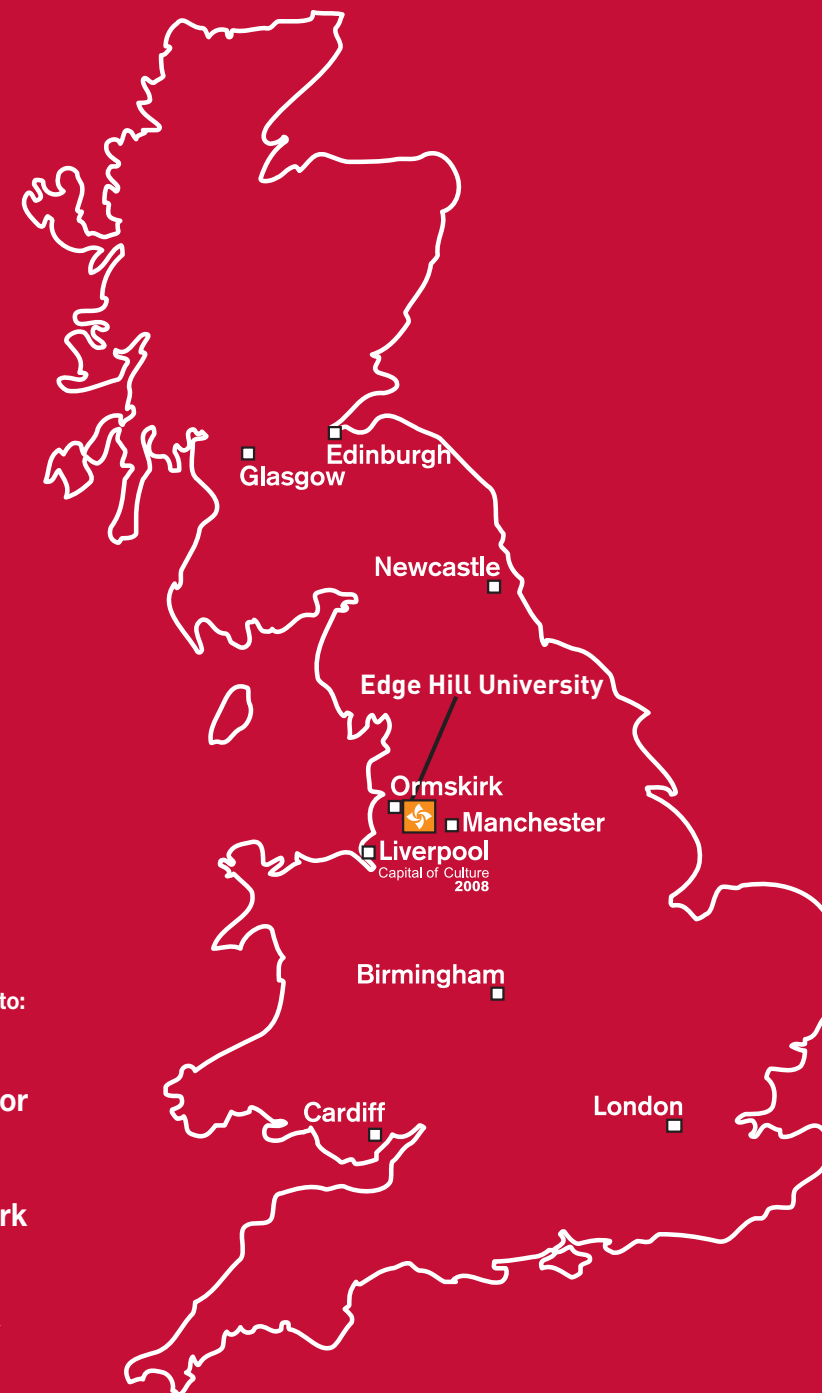 Edinburgh
Glasgow
Newcastle
Edge Hill University
Ormskirk
Manchester
Liverpool
Capital of Culture
2008
Birmingham
to:
or
Cardiff
London
rk